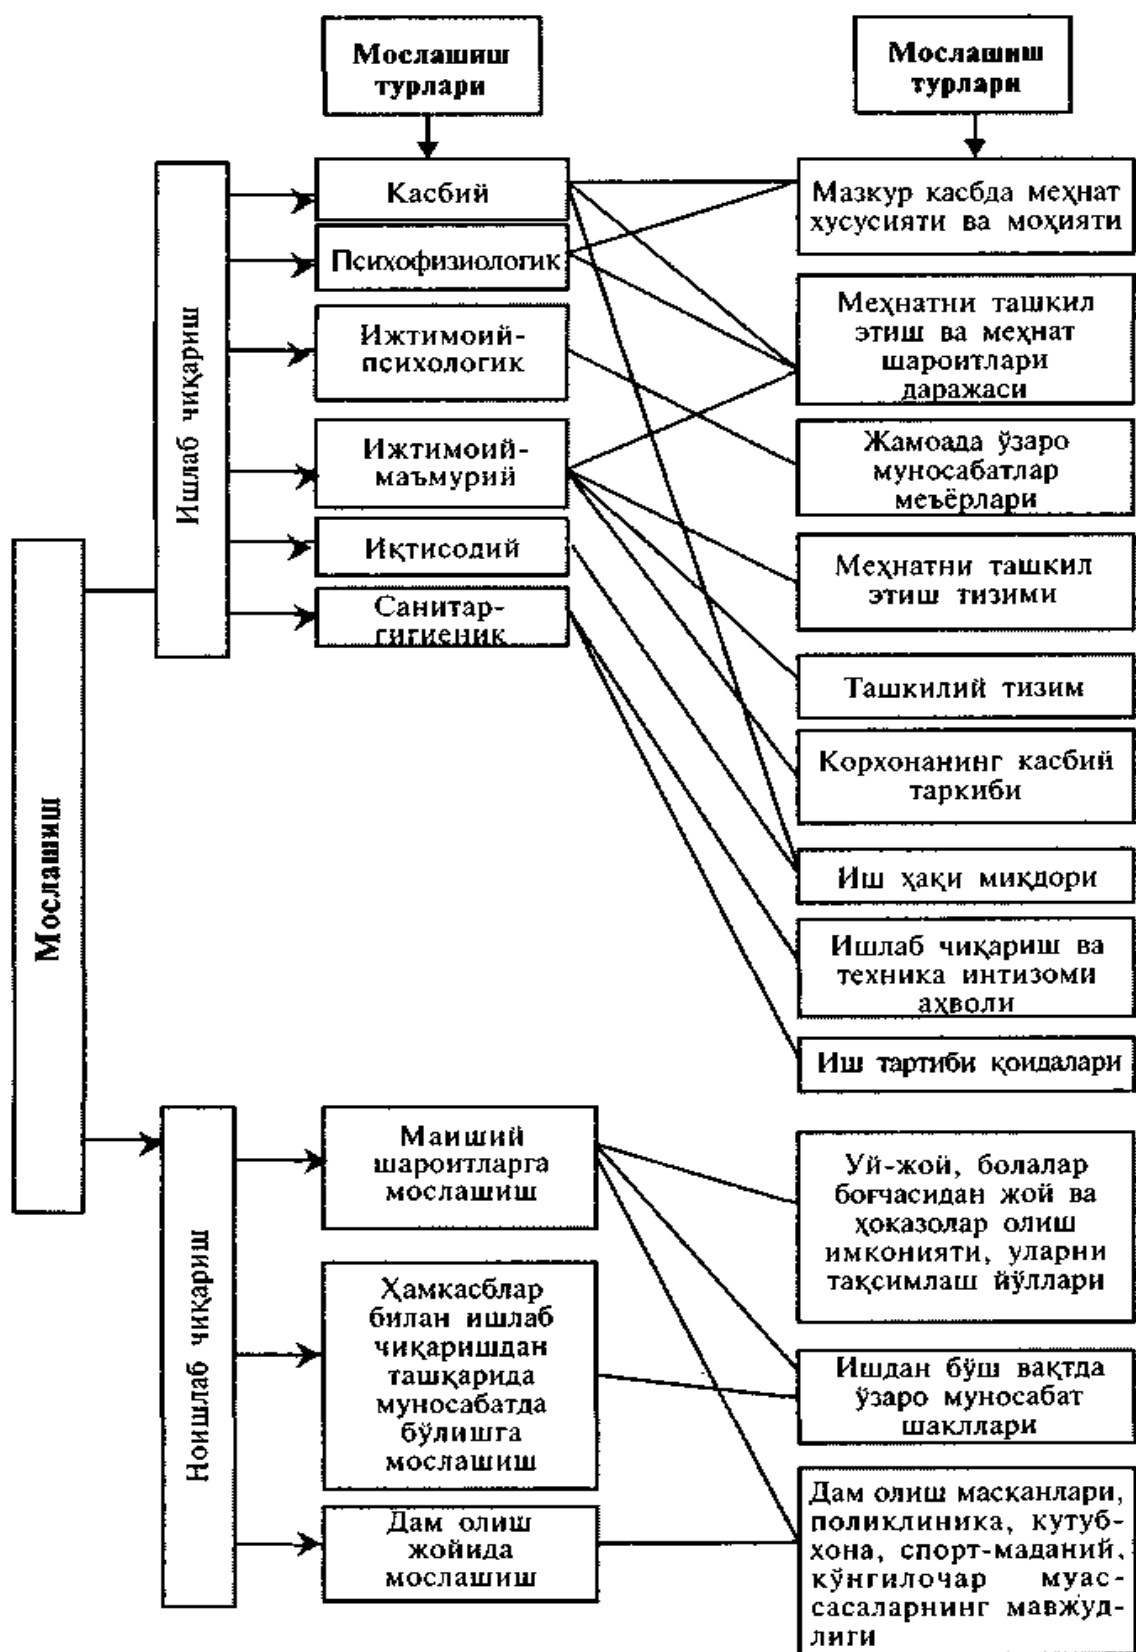 Мослашиш
турлари
Мослашиш
турлари
Мослашиш
Ишлаб чиқариш
Касбий
Психофизиологик
Ижтимоий-
психологик
Ижтимоий-
маъмурий
Иқтисодий
Санитар-
гигиеник
Мазкур касбда меҳнат
хусусияти ва моҳияти
Меҳнатни ташкил
этиш ва меҳнат
шароитлари
даражаси
Жамоада ўзаро
муносабатлар
меъёрлари
Меҳнатни ташкил
этиш тизими
Ташкилий тизим
Корхонанинг касбий
таркиби
Иш ҳақи миқдори
Ишлаб чиқариш ва
техника интизоми
аҳволи
Иш тартиби қоидалари
Ноишлаб чиқариш
Маиший
шароитларга
мослашиш
Ҳамкасблар
билан ишлаб
чиқаришдан
ташқарида
муносабатда
бўлишга
мослашиш
Дам олиш
жойида
мослашиш
Уй-жой, болалар
боғчасидан жой ва
ҳоказолар олиш
имконияти, уларни
тақсимлаш йўллари
Ишдан бўш вақтда
ўзаро муносабат
шакллари
Дам олиш масканлари,
поликлиника, кутуб-
хона, спорт-маданий,
кўнгилочар муас-
сасаларнинг мавжуд-
лиги